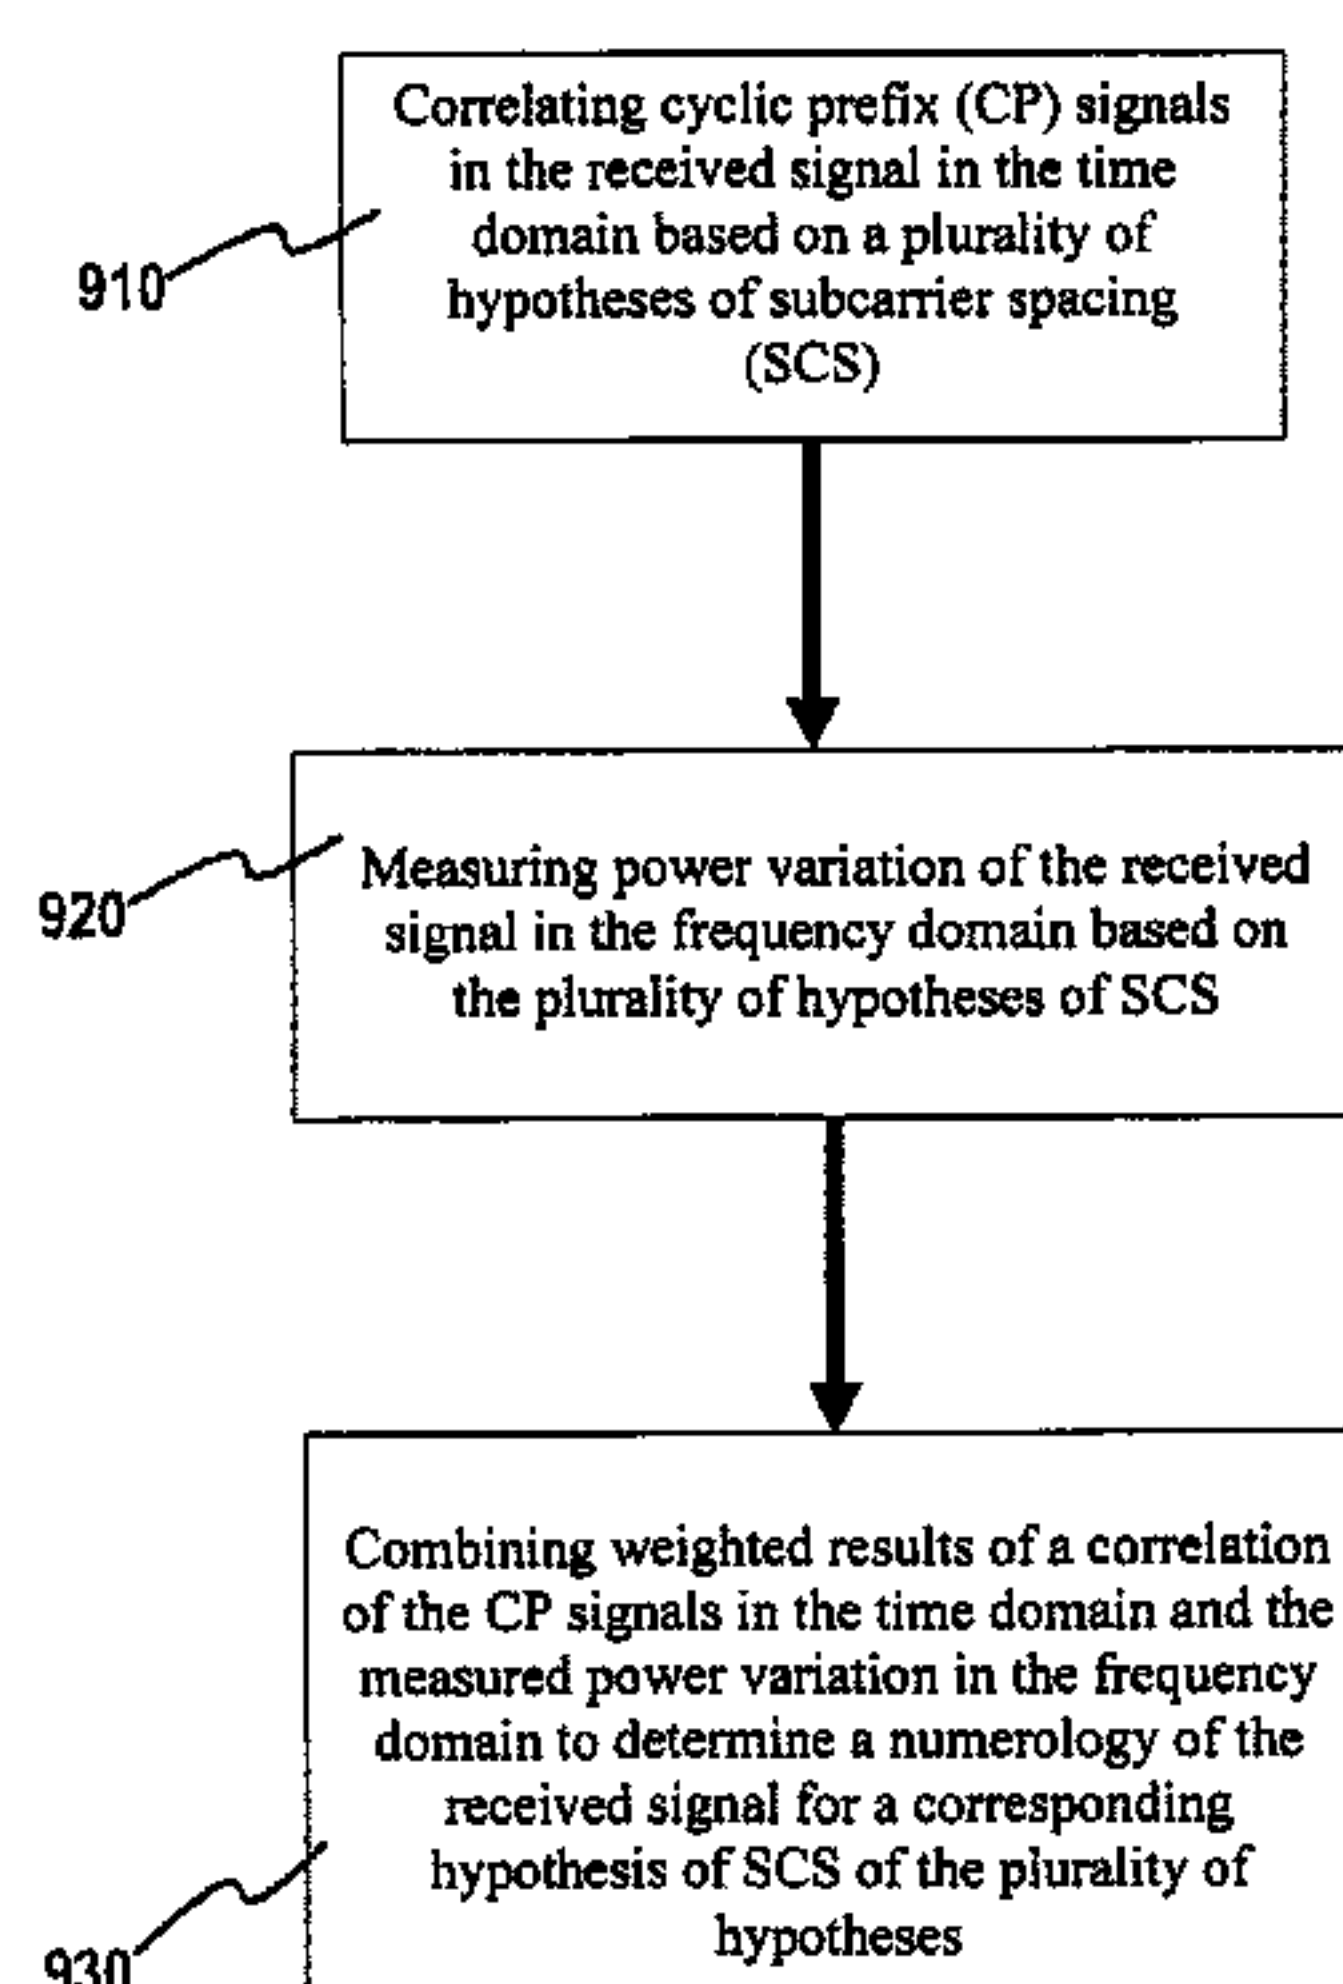 Correlating cyclic prefix (CP) signals
in the received signal in the time
domain based on a plurality of
hypotheses of subcarrier spacing
(SCS)
910
Measuring power variation of the received
signal in the frequency domain based on
the plurality of hypotheses of SCS
920
Combining weighted results of a correlation
of the CP signals in the time domain and the
measured power variation in the frequency
domain to determine a numerology of the
received signal for a corresponding
hypothesis of SCS of the plurality of
hypotheses
930